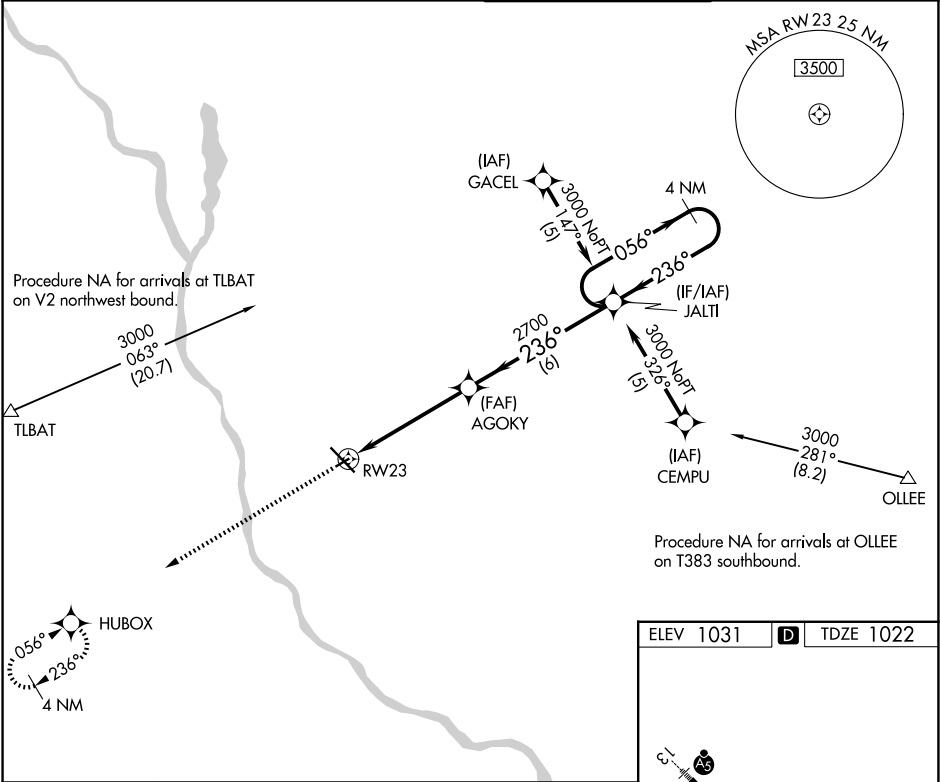 MSA RW23 25 NM
3500
(IAF)
GACEL
3000 NoPT
147°
(5)
4 NM
056°
236°
(IF/IAF)
JALTI
Procedure NA for arrivals at TLBAT
on V2 northwest bound.
3000
063°
(20.7)
TLBAT
2700
236°
(6)
(FAF)
AGOKY
3000 NoPT
326°
(5)
(IAF)
CEMPU
3000
281°
(8.2)
OLLEE
RW23
Procedure NA for arrivals at OLLEE
on T383 southbound.
HUBOX
056°
236°
4 NM
ELEV 1031 D TDZE 1022
13
A5